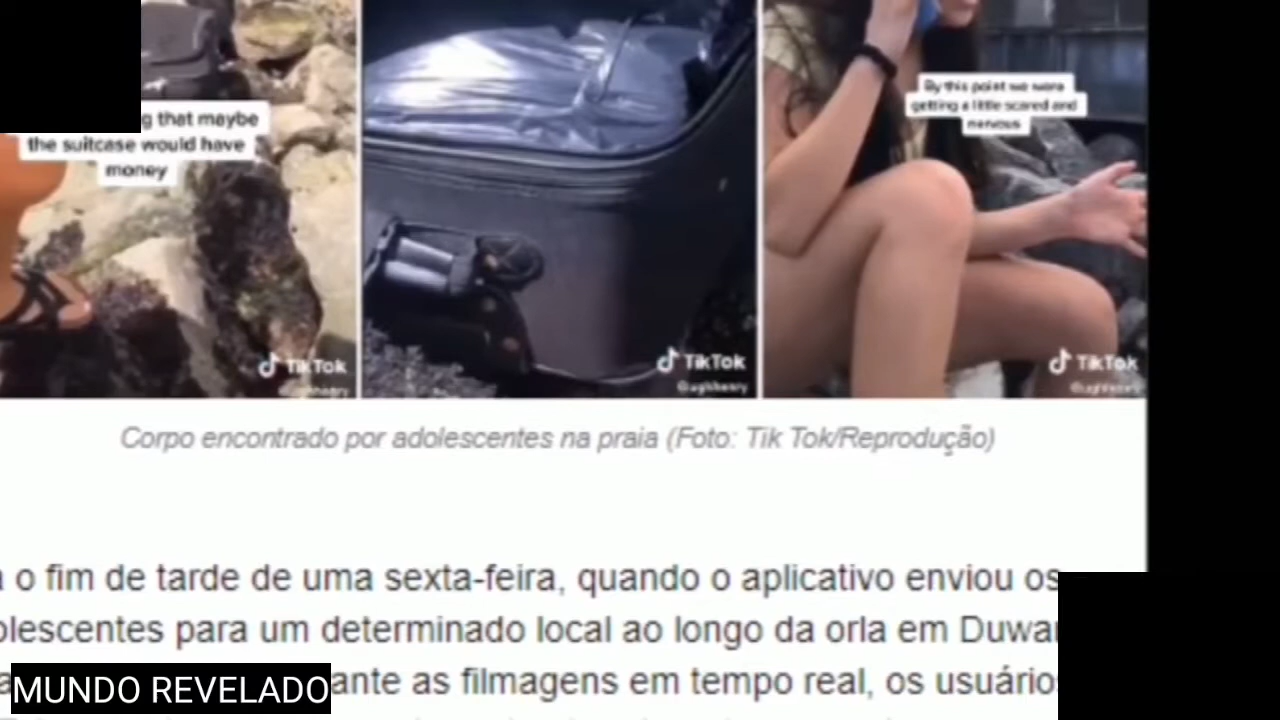 g that maybe
the suitcase would have
money
By this point we were
getting a little scared and
nervous
TikTok
TikTok
@ughhenry
TikTok
Corpo encontrado por adolescentes na praia (Foto: Tik Tok/Reprodução)
o fim de tarde de uma sexta-feira, quando o aplicativo enviou os
olescentes para um determinado local ao longo da orla em Duwa
ante as filmagens em tempo real, os usuários
MUNDO REVELADO